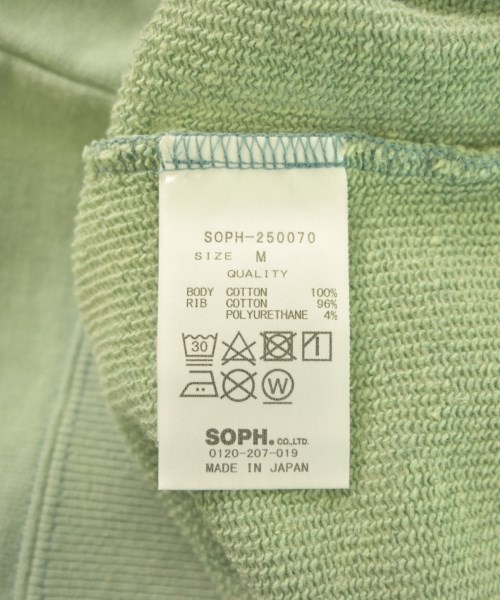 SOPH-250070
SIZE M
QUALITY
BODY COTTON 100%
RIB COTTON 96%
POLYURETHANE 4%
30
W
SOPH.CO.,LTD.
0120-207-019
MADE IN JAPAN